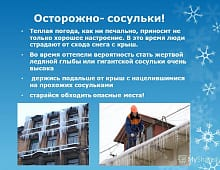 Осторожно- сосульки!
Теплая погода, как ни печально, приносит не
только хорошее настроение. В это время люди
страдают от схода снега с крыш.
Во время оттепели вероятность стать жертвой
ледяной глыбы или гигантской сосульки очень
высока
держись подальше от крыш с нацелившимися
на прохожих сосульками
старайся обходить опасные места!
MyShared